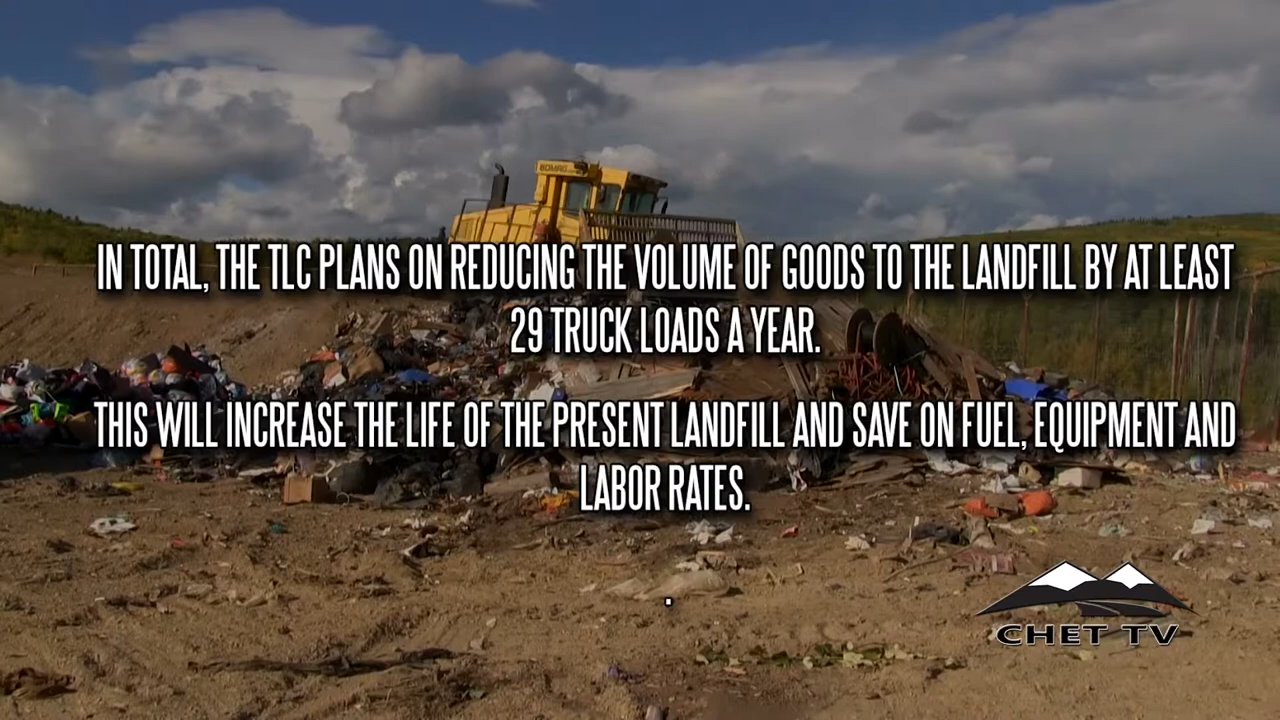 BOMAG
IN TOTAL, THE TLC PLANS ON REDUCING THE VOLUME OF GOODS TO THE LANDFILL BY AT LEAST
29 TRUCK LOADS A YEAR.
THIS WILL INCREASE THE LIFE OF THE PRESENT LANDFILL AND SAVE ON FUEL, EQUIPMENT AND
LABOR RATES.
.
CHET TV